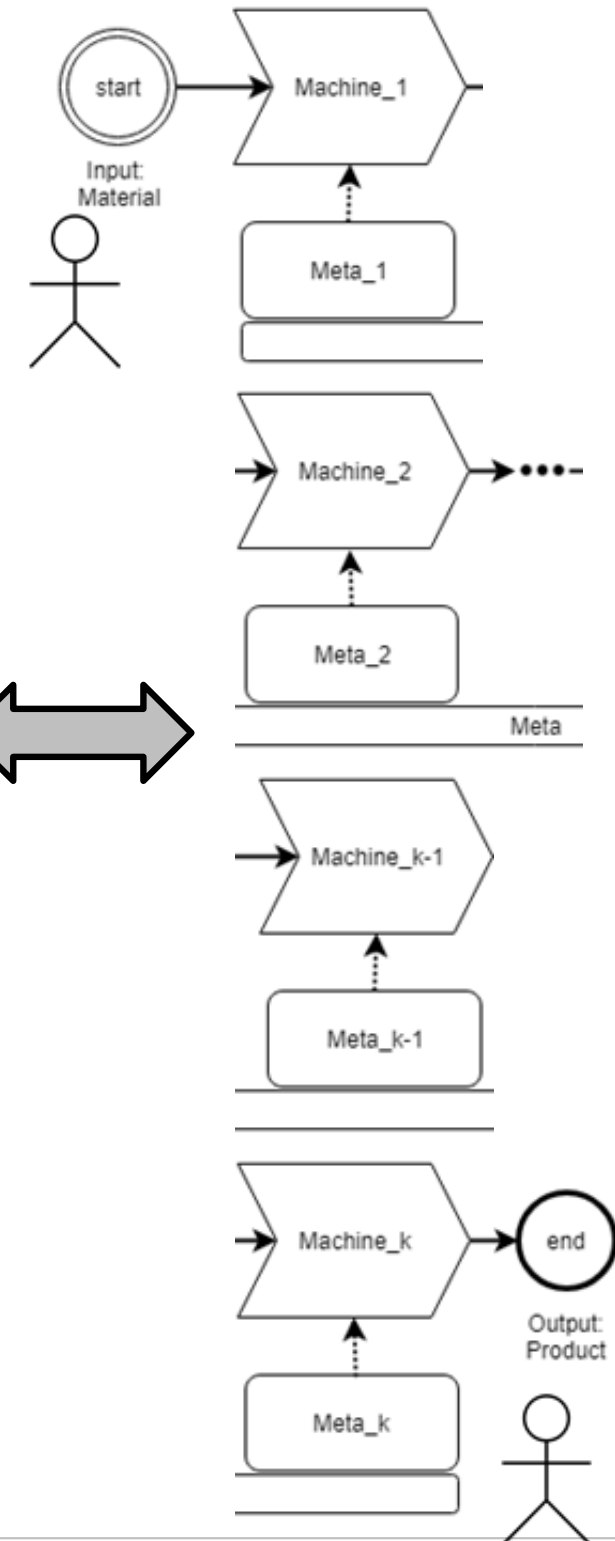 start
Machine_1
Input:
Material
Meta_1
Machine_2
Meta_2
Meta
Machine_k-1
Meta_k-1
Machine_k
end
Output:
Product
Meta_k